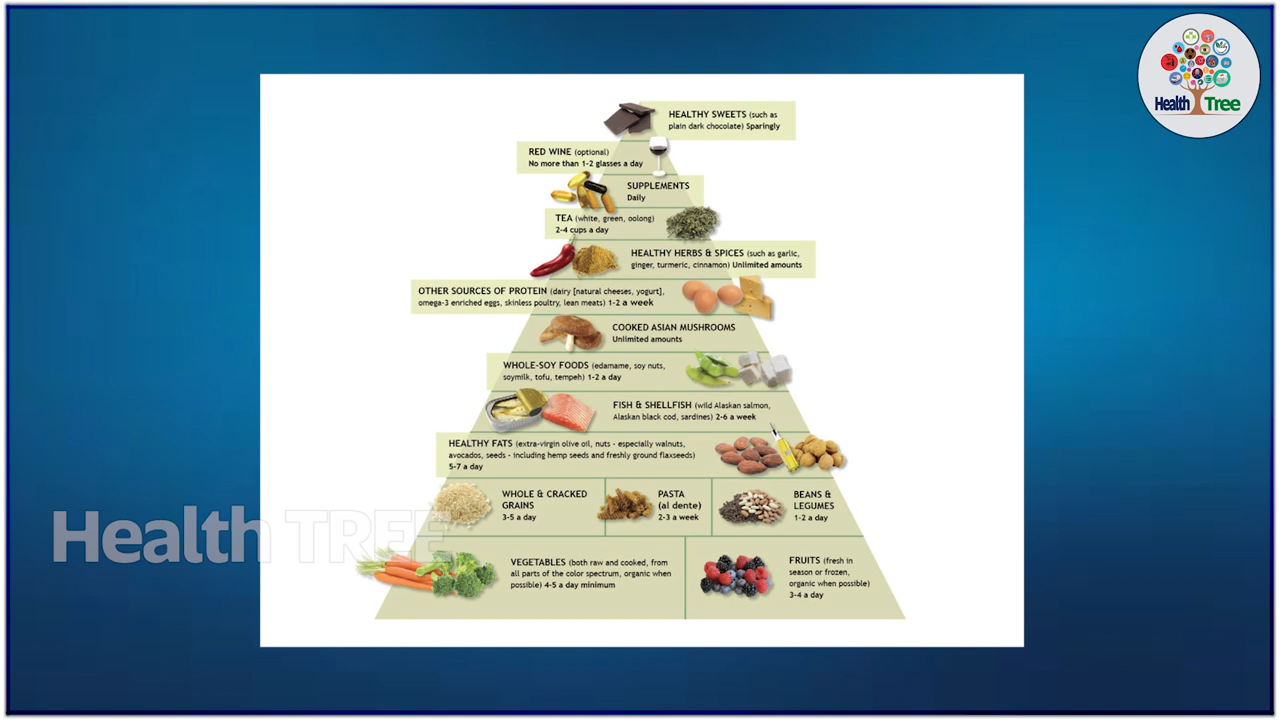 Health Tree
HEALTHY SWEETS (such as
plain dark chocolate) Sparingly
RED WINE (optional)
No more than 1-2 glasses a day
SUPPLEMENTS
Daily
TEA (white, green, oolong)
2-4 cups a day
HEALTHY HERBS & SPICES (such as garlic,
ginger, turmeric, cinnamon) Unlimited amounts
OTHER SOURCES OF PROTEIN (dairy [natural cheeses, yogurt],
omega-3 enriched eggs, skinless poultry, lean meats) 1-2 a week
COOKED ASIAN MUSHROOMS
Unlimited amounts
WHOLE-SOY FOODS (edamame, soy nuts,
soymilk, tofu, tempeh) 1-2 a day
FISH & SHELLFISH (wild Alaskan salmon,
Alaskan black cod, sardines) 2-6 a week
HEALTHY FATS (extra-virgin olive oil, nuts - especially walnuts,
avocados, seeds - including hemp seeds and freshly ground flaxseeds)
5-7 a day
WHOLE & CRACKED
GRAINS
3-5 a day
PASTA
(al dente)
2-3 a week
BEANS &
LEGUMES
1-2 a day
Health TREE
VEGETABLES (both raw and cooked, from
all parts of the color spectrum, organic when
possible) 4-5 a day minimum
FRUITS (fresh in
season or frozen,
organic when possible)
3-4 a day